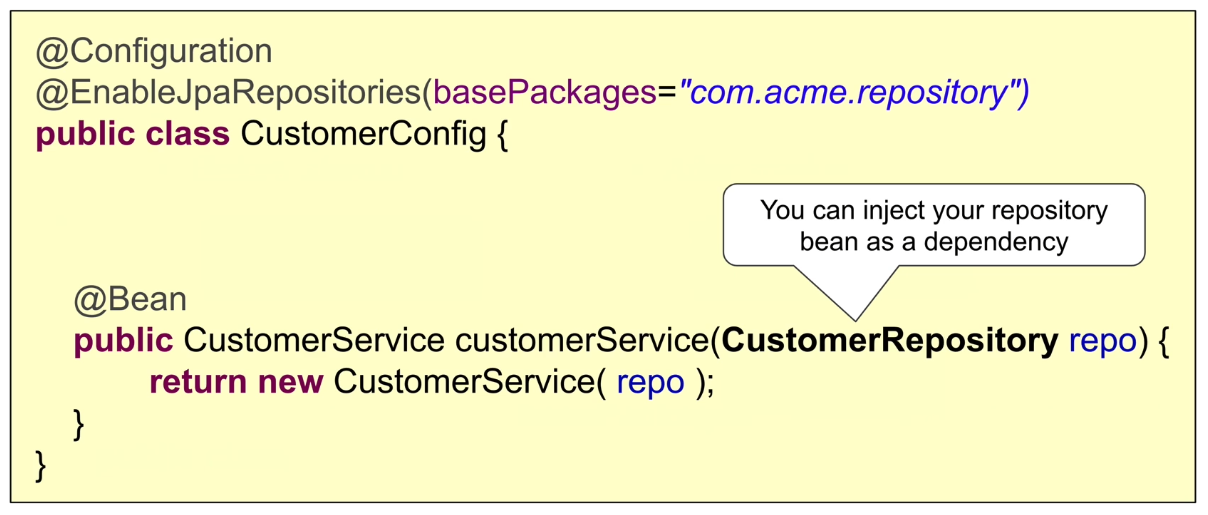 @Configuration
@EnableJpaRepositories(basePackages="com.acme.repository")
public class CustomerConfig {
You can inject your repository
bean as a dependency
@Bean
public CustomerService customerService(CustomerRepository repo) {
return new CustomerService( repo );
}
}